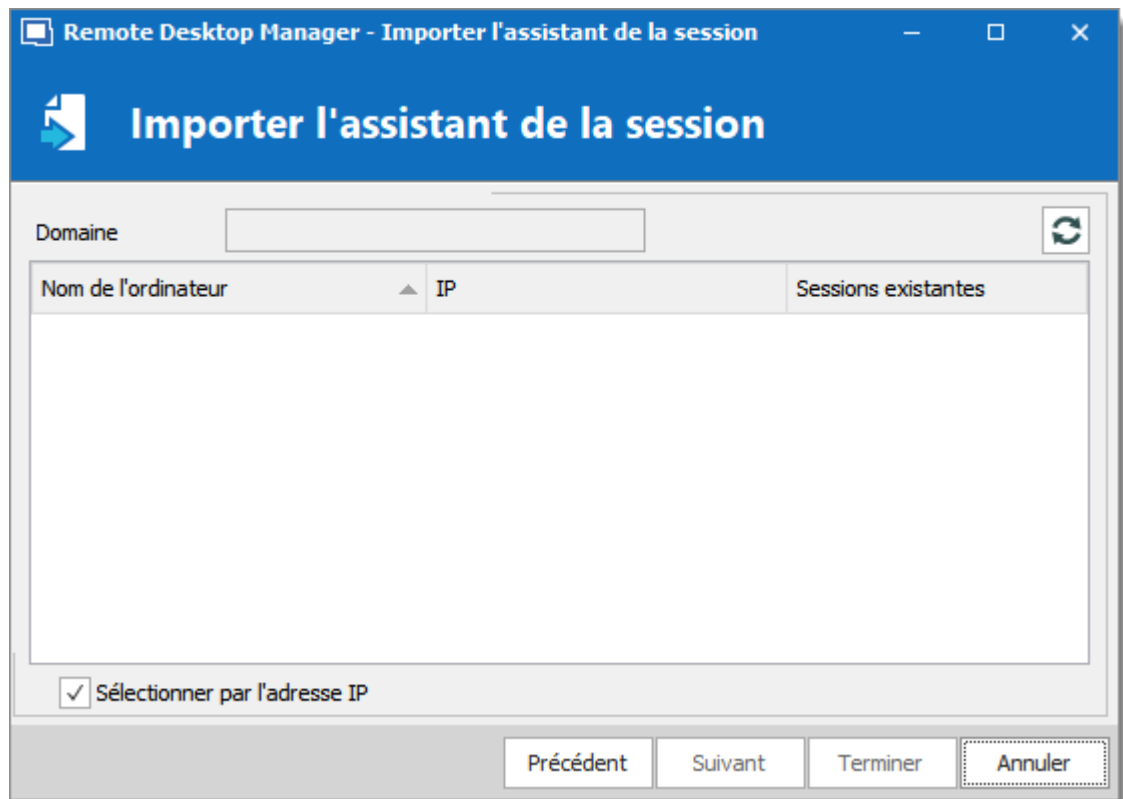 Remote Desktop Manager - Importer l'assistant de la session
Importer l'assistant de la session
Domaine
Nom de l'ordinateur IP Sessions existantes
Sélectionner par l'adresse IP
Précédent Suivant Terminer Annuler